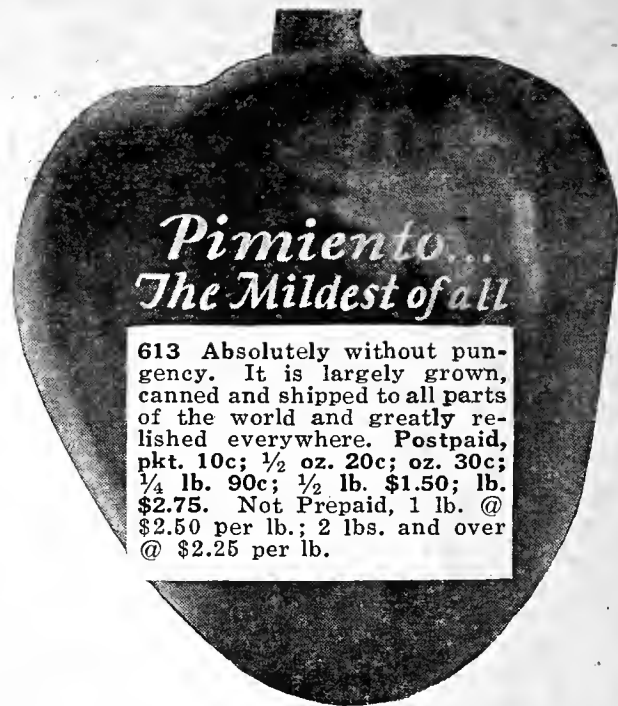 Pimiento...
The Mildest of all
613 Absolutely without pun-
gency. It is largely grown,
canned and shipped to all parts
of the world and greatly re-
lished everywhere. Postpaid,
pkt. 10c; ½ oz. 20c; oz. 30c;
¼ lb. 90c; ½ lb. $1.50; lb.
$2.75. Not Prepaid, 1 lb. @
$2.50 per lb.; 2 lbs. and over
@ $2.25 per lb.